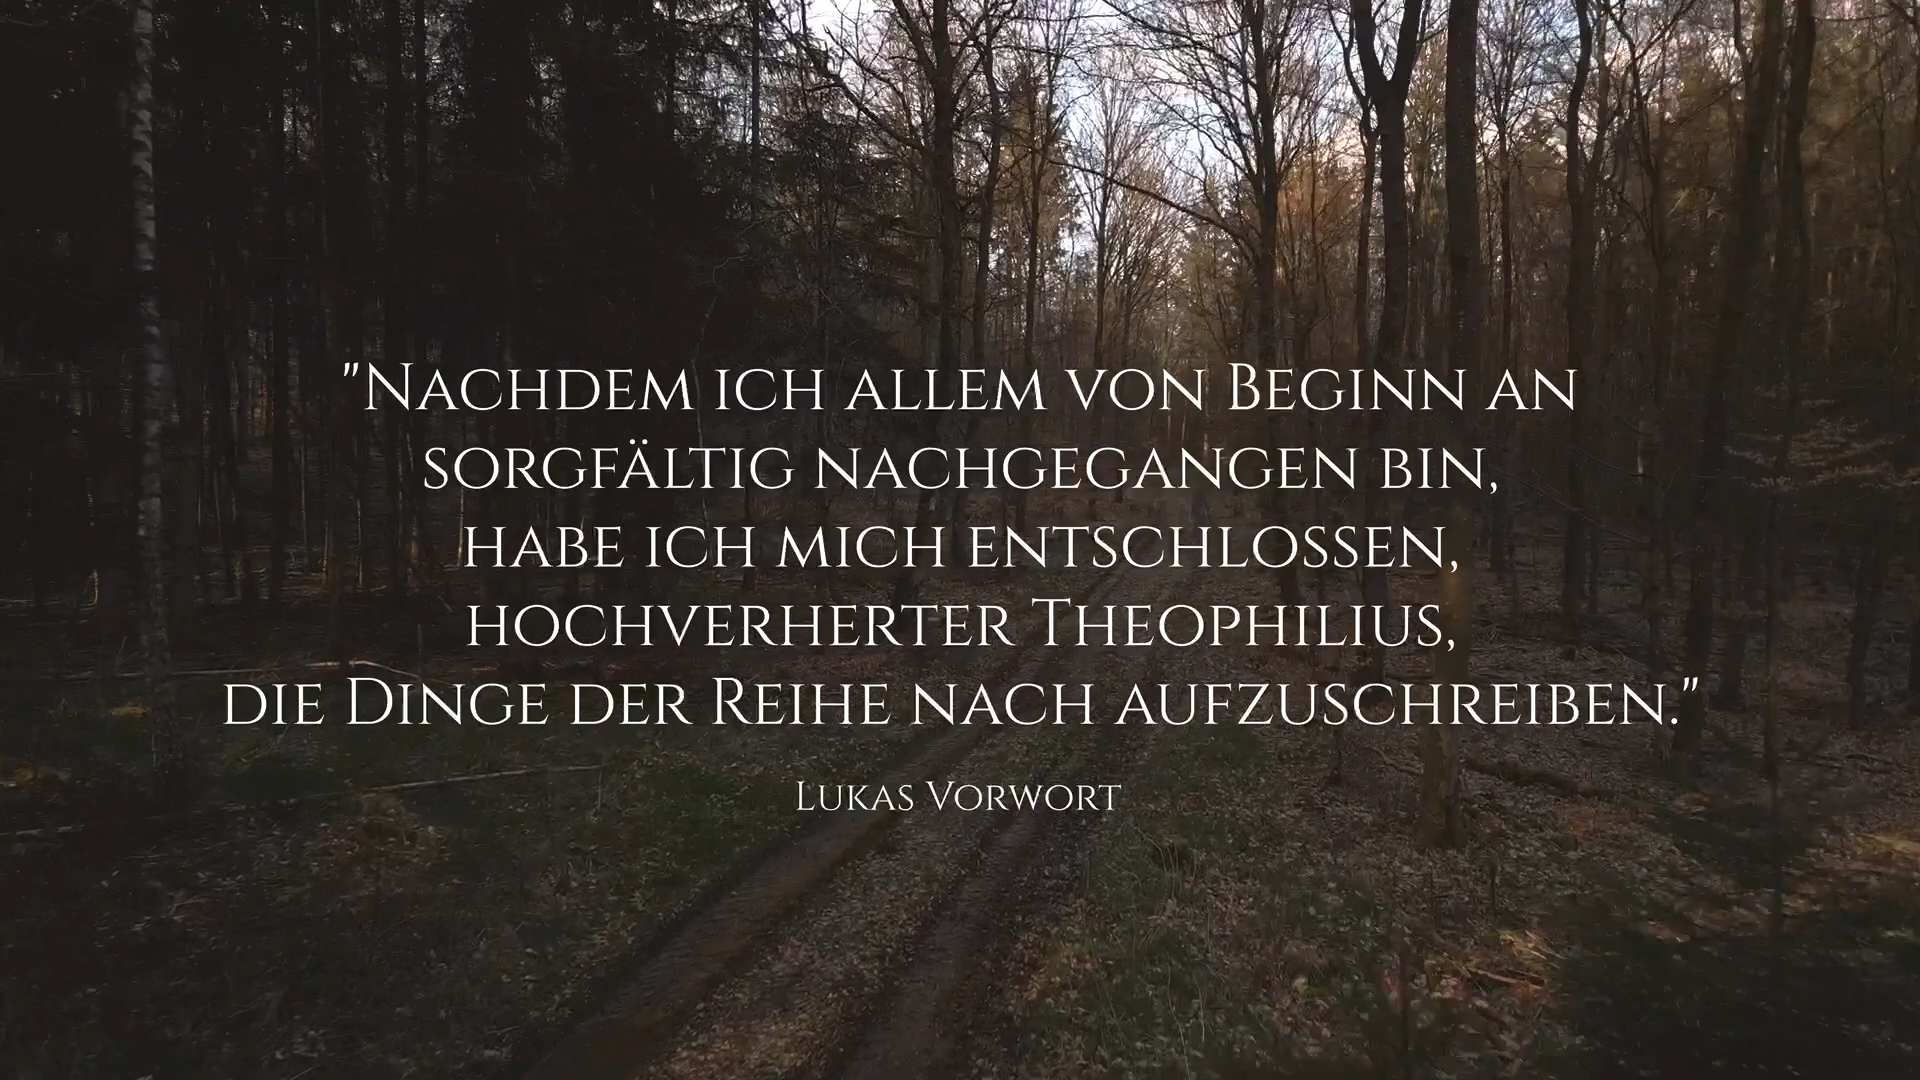 "Nachdem ich allem von Beginn an
sorgfältig nachgegangen bin,
habe ich mich entschlossen,
hochverherter Theophilius,
die Dinge der Reihe nach aufzuschreiben."
Lukas Vorwort